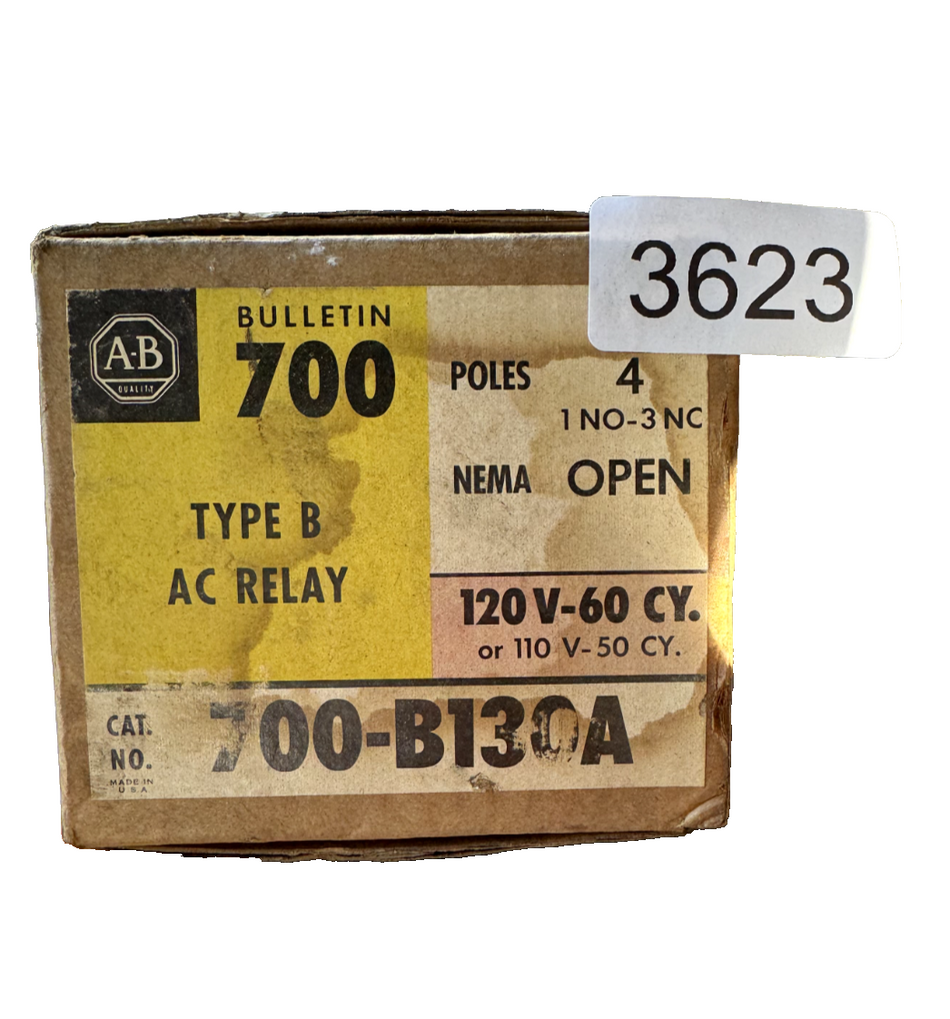 3623
A-B
QUALITY
BULLETIN
700
TYPE B
AC RELAY
POLES 4
1 NO-3 NC
NEMA OPEN
120 V-60 CY.
or 110 V-50 CY.
CAT. NO. 700-B130A
MADE IN
U S A